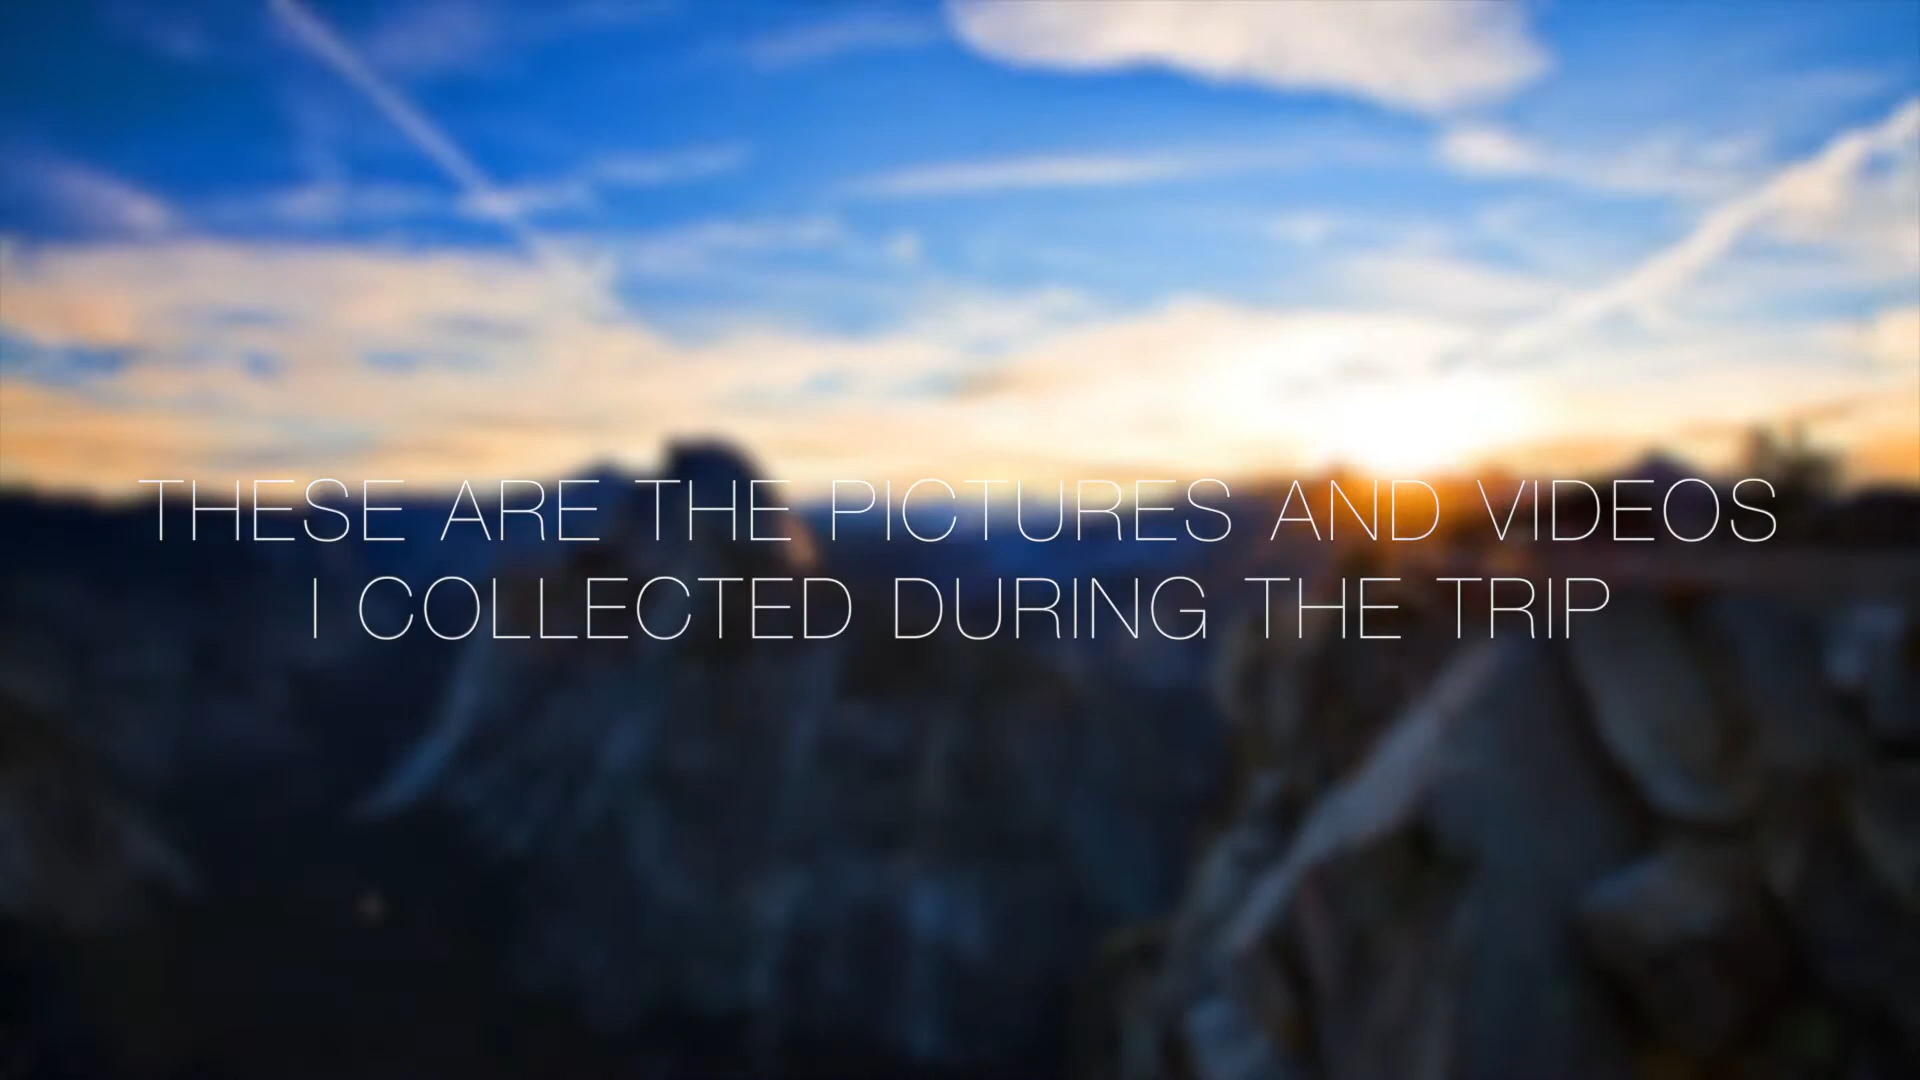 THESE ARE THE PICTURES AND VIDEOS
I COLLECTED DURING THE TRIP